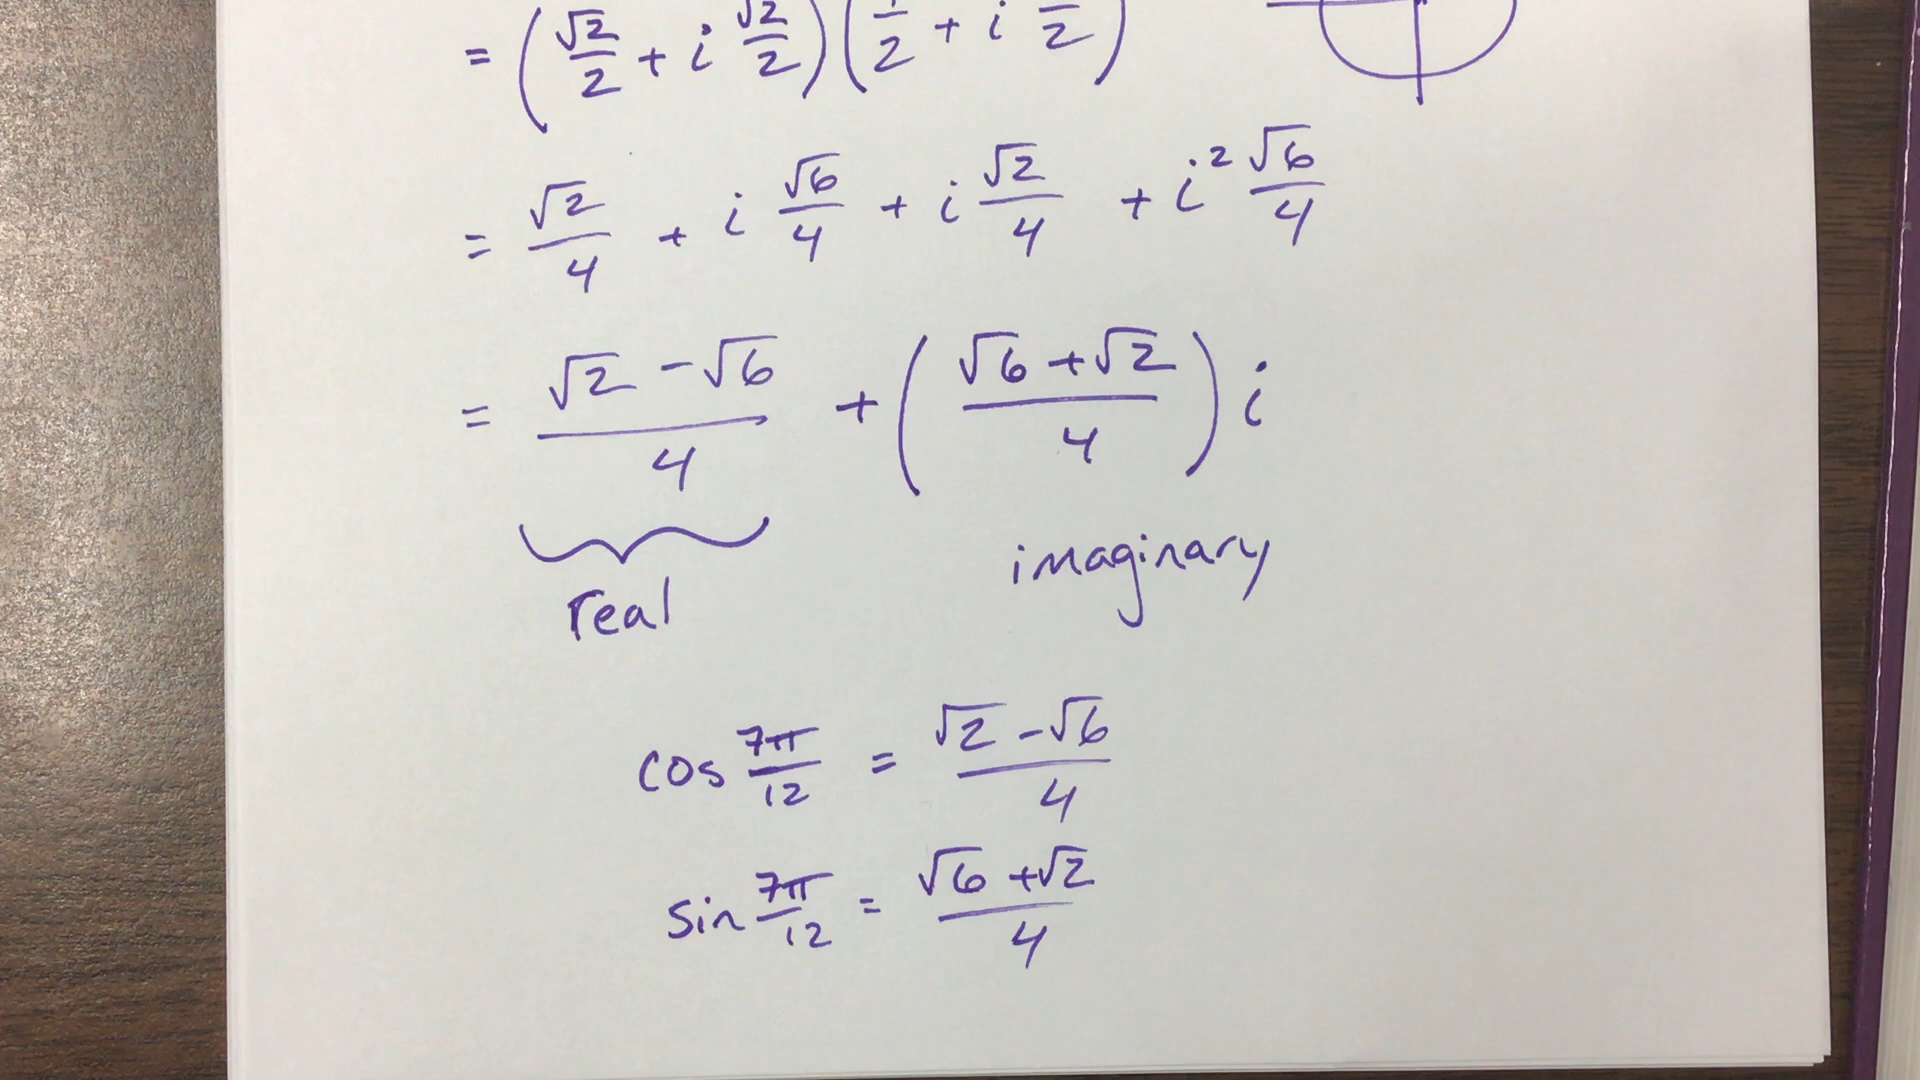 = (√2/2 + i √2/2)(1/2 + i /2)
= √2/4 + i √6/4 + i √2/4 + i² √6/4
= √2 - √6/4 + (√6 + √2/4) i
real imaginary
cos 7π/12 = √2 - √6/4
sin 7π/12 = √6 + √2/4